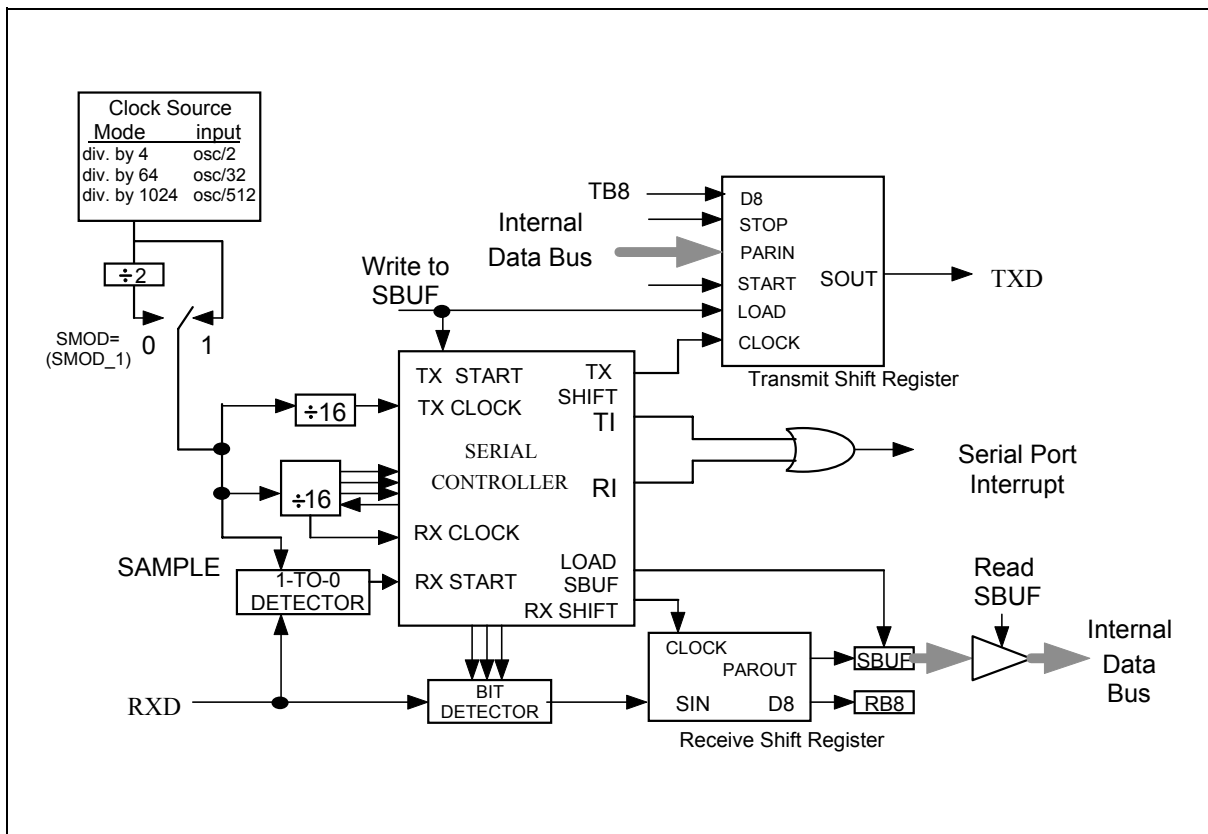 Clock Source
Mode input
div. by 4 osc/2
div. by 64 osc/32
div. by 1024 osc/512
÷2
SMOD=
(SMOD_1)
0 1
TB8
Internal
Data Bus
Write to
SBUF
D8
STOP
PARIN
START
LOAD
CLOCK
SOUT
TXD
Transmit Shift Register
÷16
÷16
TX START
TX CLOCK
SERIAL
CONTROLLER
RX CLOCK
RX START
TX
SHIFT
TI
RI
LOAD
SBUF
RX SHIFT
Serial Port
Interrupt
SAMPLE
1-TO-0
DETECTOR
RXD
BIT
DETECTOR
CLOCK
PAROUT
SIN D8
Receive Shift Register
SBUF
RB8
Read
SBUF
Internal
Data
Bus